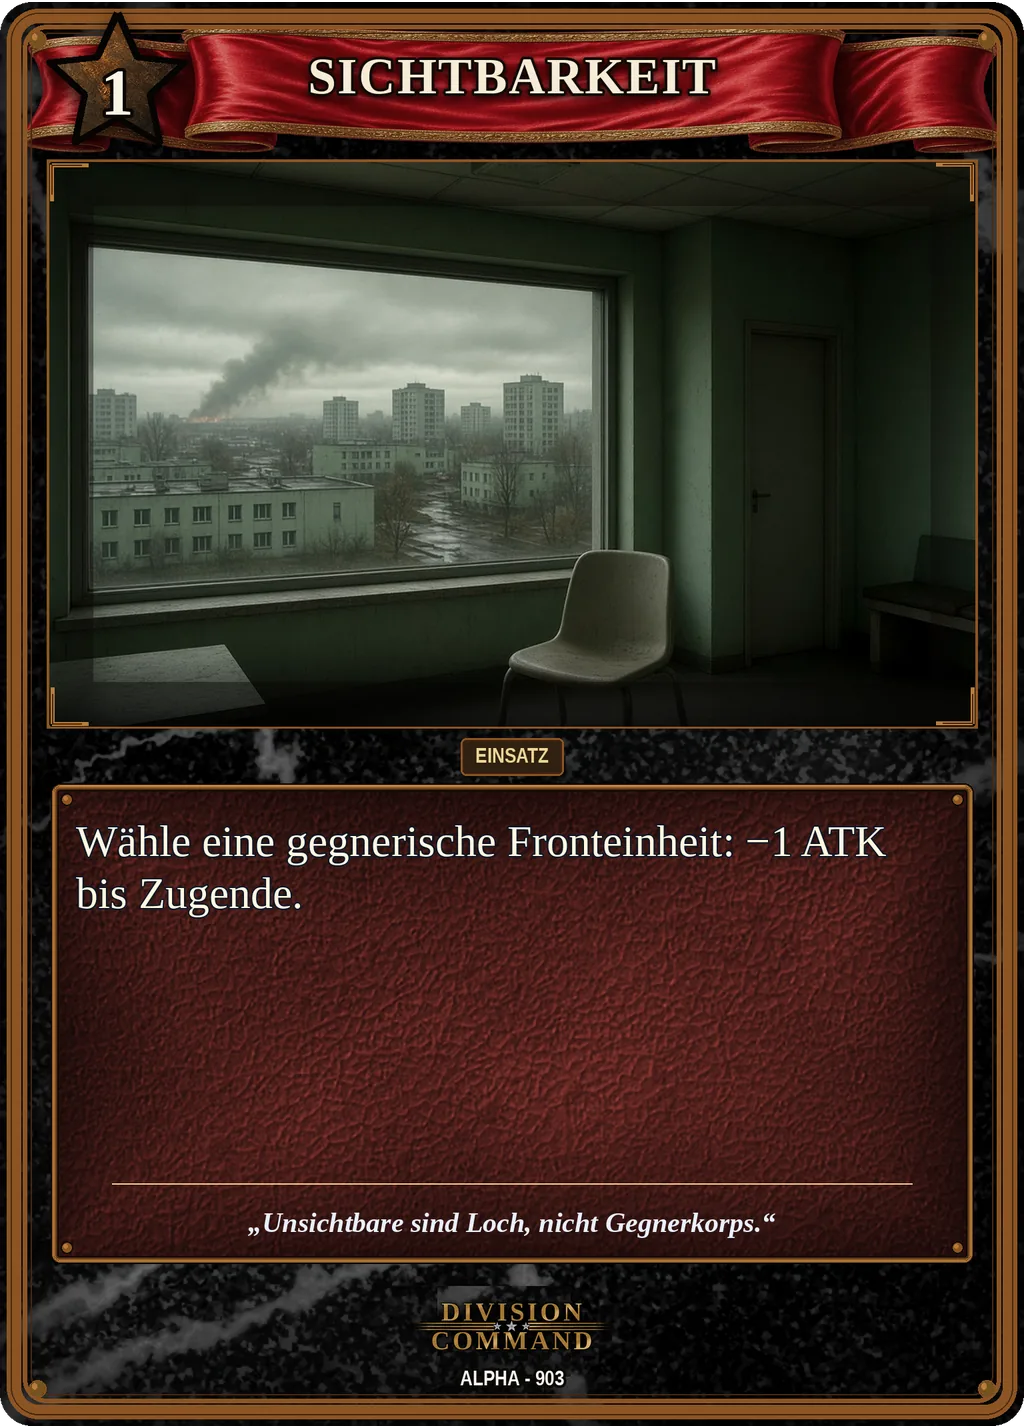 1
SICHTBARKEIT
EINSATZ
Wähle eine gegnerische Fronteinheit: −1 ATK
bis Zugende.
„Unsichtbare sind Loch, nicht Gegnerkorps.“
DIVISION
COMMAND
ALPHA - 903